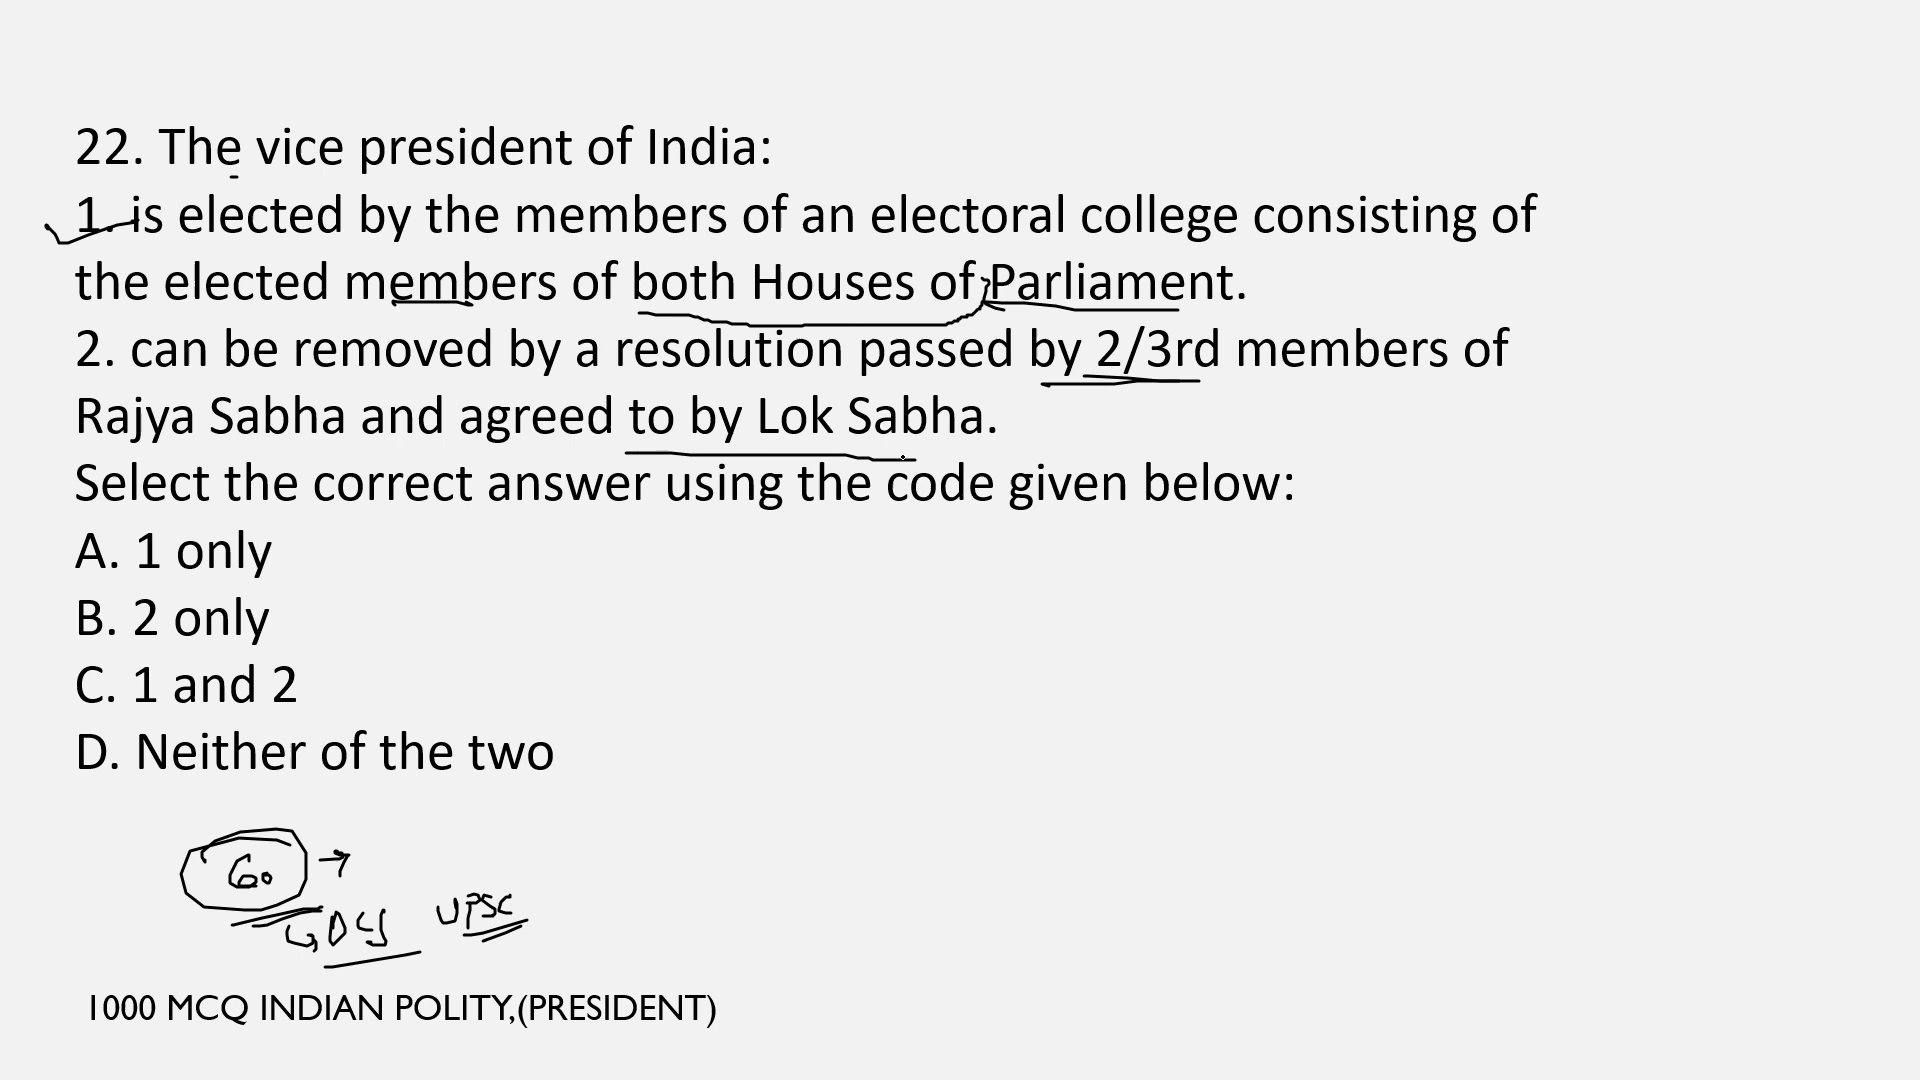 22. The vice president of India:
1. is elected by the members of an electoral college consisting of
the elected members of both Houses of Parliament.
2. can be removed by a resolution passed by 2/3rd members of
Rajya Sabha and agreed to by Lok Sabha.
Select the correct answer using the code given below:
A. 1 only
B. 2 only
C. 1 and 2
D. Neither of the two
UPSC
1000 MCQ INDIAN POLITY,(PRESIDENT)